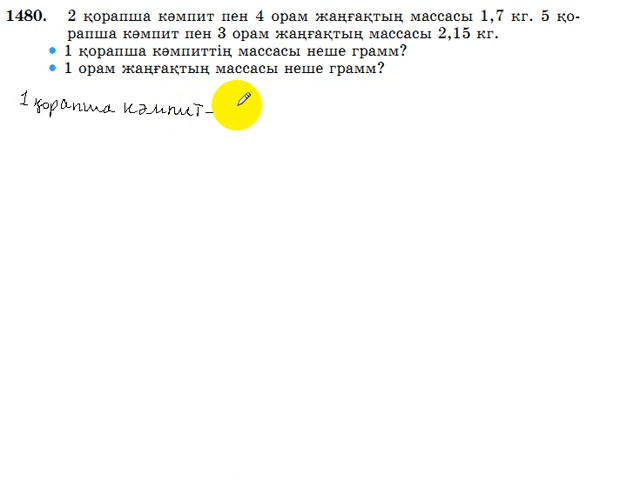 1480. 2 қорапша кәмпит пен 4 орам жаңғақтың массасы 1,7 кг. 5 қо-
рапша кәмпит пен 3 орам жаңғақтың массасы 2,15 кг.
• 1 қорапша кәмпиттің массасы неше грамм?
• 1 орам жаңғақтың массасы неше грамм?
1 қорапша кәмпит –